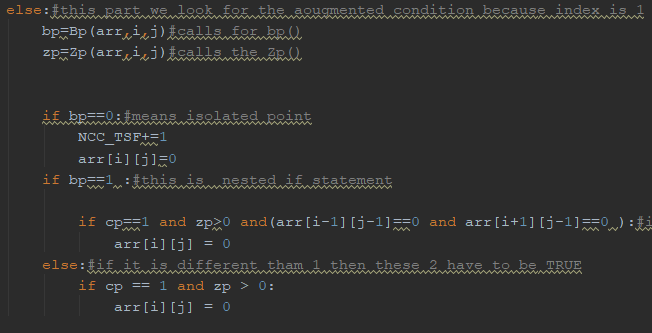 else:#this part we look for the aougmented condition because index is 1
bp=Bp(arr,i,j)#calls for bp()
zp=Zp(arr,i,j)#calls the Zp()
if bp==0:#means isolated point
NCC_TSF+=1
arr[i][j]=0
if bp==1 :#this is  nested if statement
if cp==1 and zp>0 and(arr[i-1][j-1]==0 and arr[i+1][j-1]==0 ):#i
arr[i][j] = 0
else:#if it is different tham 1 then these 2 have to be TRUE
if cp == 1 and zp > 0:
arr[i][j] = 0